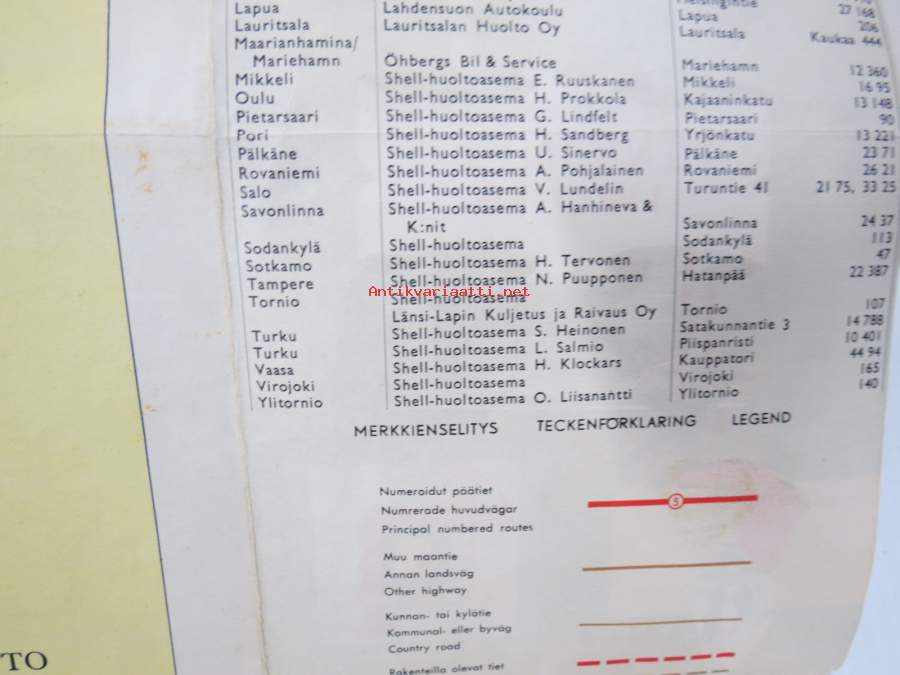 Lapua Lahdensuon Autokoulu Lapua 206
Lauritsala Lauritsalan Huolto Oy Lauritsala Kaukaa 444
Maarianhamina/
Mariehamn Öhbergs Bil & Service Mariehamn 12 360
Mikkeli Shell-huoltoasema E. Ruuskanen Mikkeli 16 95
Oulu Shell-huoltoasema H. Prokkola Kajaaninkatu 13 148
Pietarsaari Shell-huoltoasema G. Lindfelt Pietarsaari 90
Pori Shell-huoltoasema H. Sandberg Yrjönkatu 13 221
Pälkäne Shell-huoltoasema U. Sinervo Pälkäne 23 71
Rovaniemi Shell-huoltoasema A. Pohjalainen Rovaniemi 26 21
Salo Shell-huoltoasema V. Lundelin Turuntie 41 21 75, 33 25
Savonlinna Shell-huoltoasema A. Hanhineva &
K:nit Savonlinna 24 37
Sodankylä Shell-huoltoasema Sodankylä 113
Sotkamo Shell-huoltoasema H. Tervonen Sotkamo 47
Tampere Shell-huoltoasema N. Puupponen Hatanpää 22 387
Antikvariaatti.net
Tornio Shell-huoltoasema
Länsi-Lapin Kuljetus ja Raivaus Oy Tornio 107
Turku Shell-huoltoasema S. Heinonen Satakunnantie 3 14 788
Turku Shell-huoltoasema L. Salmio Piispanristi 10 401
Vaasa Shell-huoltoasema H. Klockars Kauppatori 44 94
Virojoki Shell-huoltoasema Virojoki 165
Ylitornio Shell-huoltoasema O. Liisanantti Ylitornio 140
MERKKIENSELITYS TECKENFÖRKLARING LEGEND
Numeroidut päätiet
Numrerade huvudvägar
Principal numbered routes
5
Muu maantie
Annan landsväg
Other highway
Kunnan- tai kylätie
Kommunal- eller byväg
Country road
Rakenteilla olevat tiet
TO